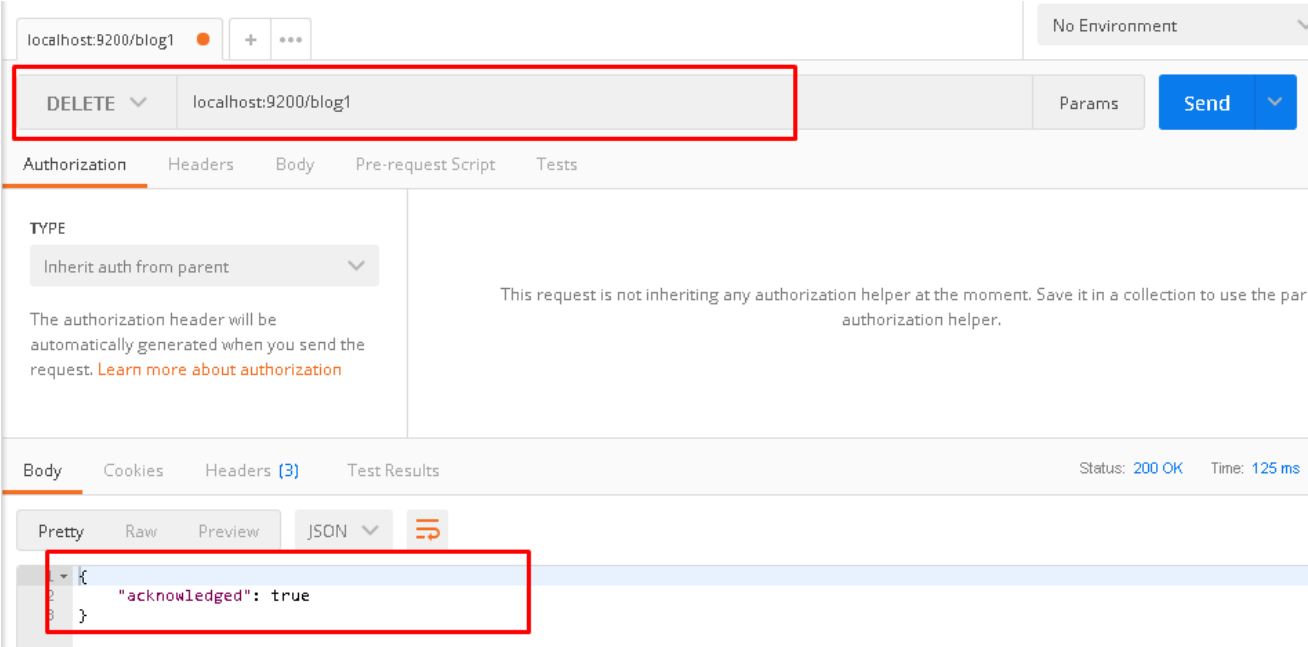 localhost:9200/blog1
No Environment
DELETE localhost:9200/blog1 Params Send
Authorization Headers Body Pre-request Script Tests
TYPE
Inherit auth from parent
The authorization header will be
automatically generated when you send the
request. Learn more about authorization
This request is not inheriting any authorization helper at the moment. Save it in a collection to use the par
authorization helper.
Body Cookies Headers (3) Test Results Status: 200 OK Time: 125 ms
Pretty Raw Preview JSON
1 {
2 "acknowledged": true
3 }